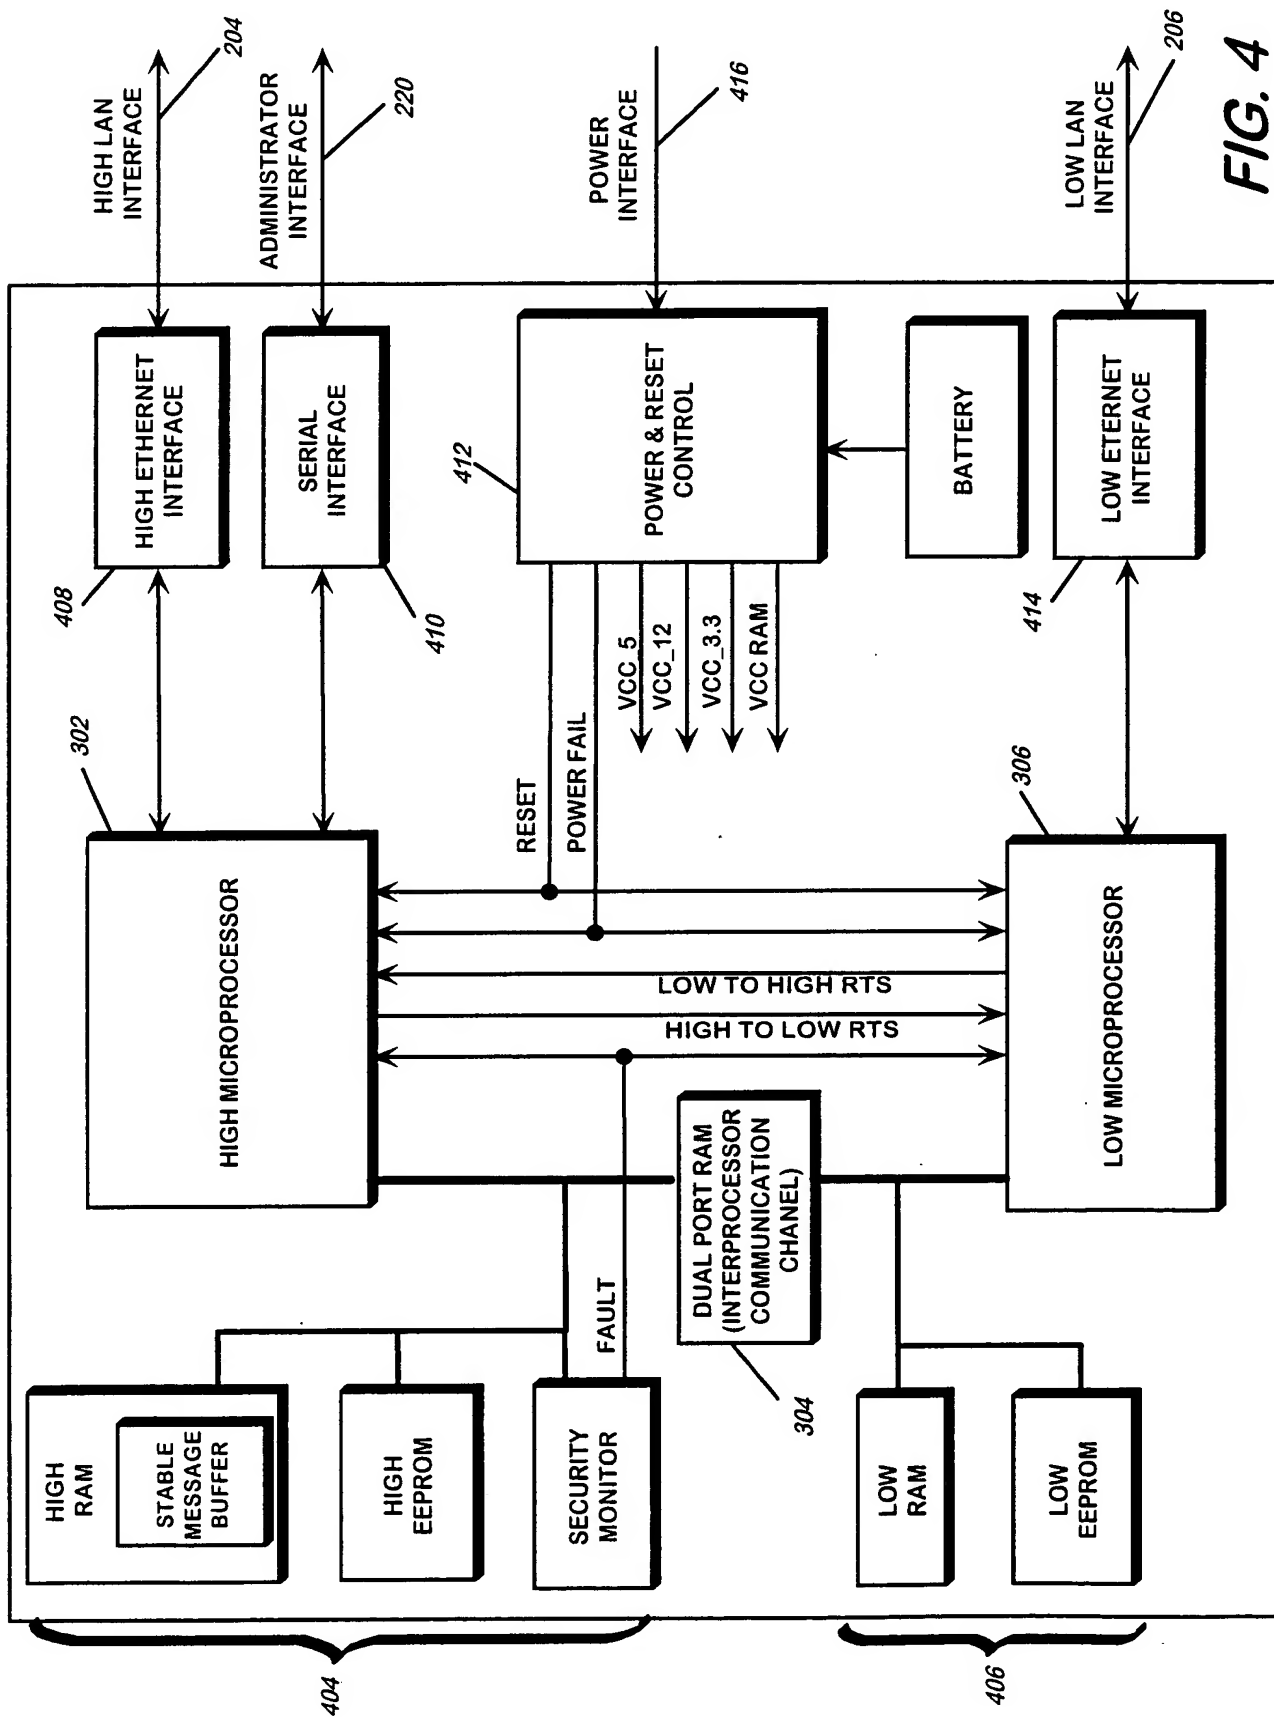 404
406
HIGH
RAM
STABLE
MESSAGE
BUFFER
HIGH
EEPROM
SECURITY
MONITOR
LOW
RAM
LOW
EEPROM
FAULT
304
DUAL PORT RAM
(INTERPROCESSOR
COMMUNICATION
CHANEL)
HIGH MICROPROCESSOR
302
LOW TO HIGH RTS
HIGH TO LOW RTS
LOW MICROPROCESSOR
306
RESET
POWER FAIL
VCC_5
VCC_12
VCC_3.3
VCC RAM
408
HIGH ETHERNET
INTERFACE
410
SERIAL
INTERFACE
412
POWER & RESET
CONTROL
BATTERY
414
LOW ETERNET
INTERFACE
HIGH LAN
INTERFACE
204
ADMINISTRATOR
INTERFACE
220
POWER
INTERFACE
416
LOW LAN
INTERFACE
206
FIG. 4